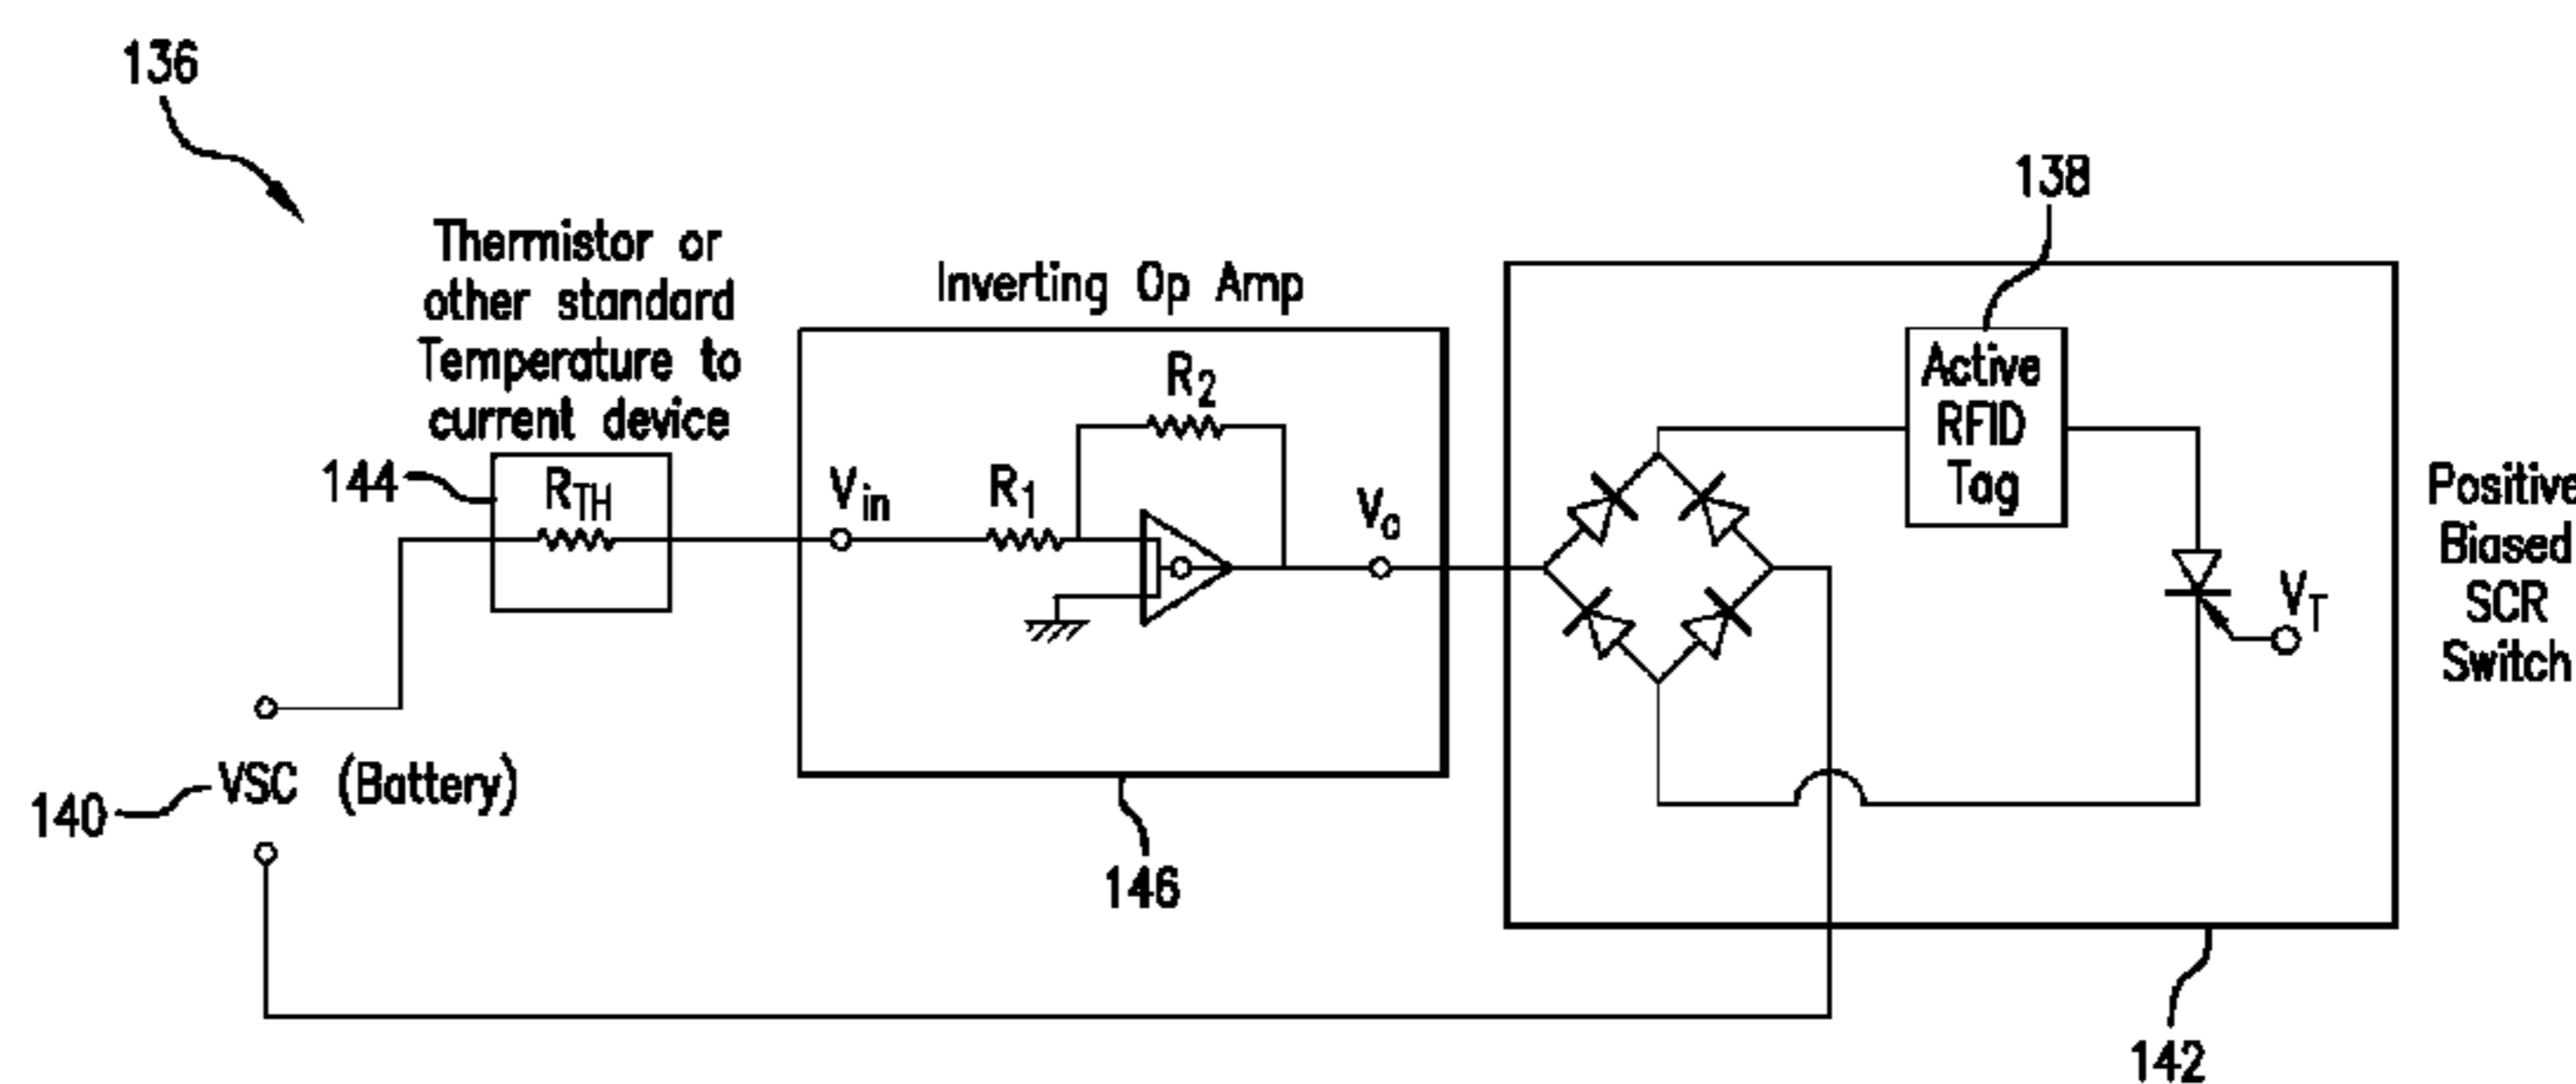 136
138
Thermistor or
other standard
Temperature to
current device
Inverting Op Amp
144
RTH
Vin
R1
R2
Vo
Active
RFID
Tag
VT
Positive
Biased
SCR
Switch
140
VSC (Battery)
146
142